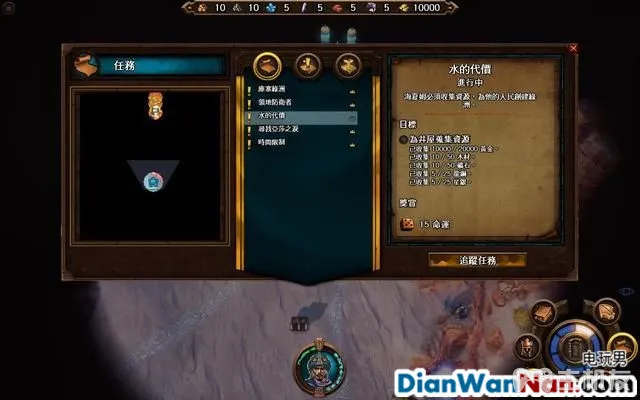 10 10 5 5 5 5 10000
任務
庫塞綠洲
領地防衛者
水的代價
尋找亞莎之淚
時間限制
水的代價
進行中
海夏姆必須收集資源，為他的人民創建綠洲。
目標
為井屋蒐集資源
已收集 10000 / 20000 黃金。
已收集 10 / 50 木材。
已收集 10 / 50 礦石。
已收集 5 / 25 龍鋼。
已收集 5 / 25 星銀。
獎賞
15 命運
追蹤任務
电玩男
DianWanNan.com